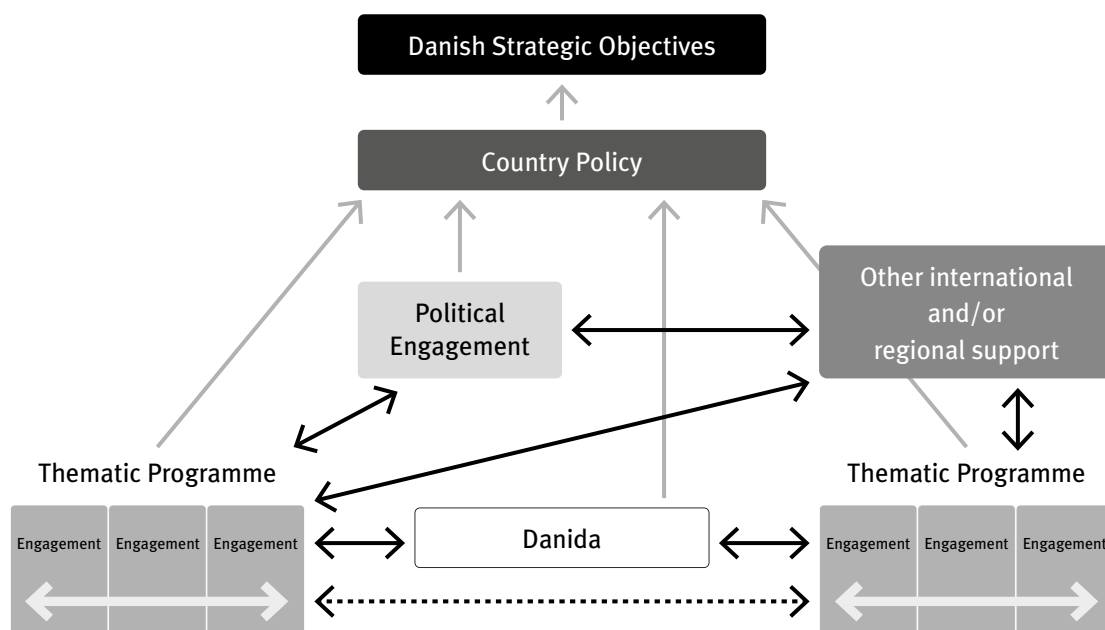 Danish Strategic Objectives
Country Policy
Political
Engagement
Other international
and/or
regional support
Thematic Programme
Thematic Programme
Engagement Engagement Engagement
Danida
Engagement Engagement Engagement